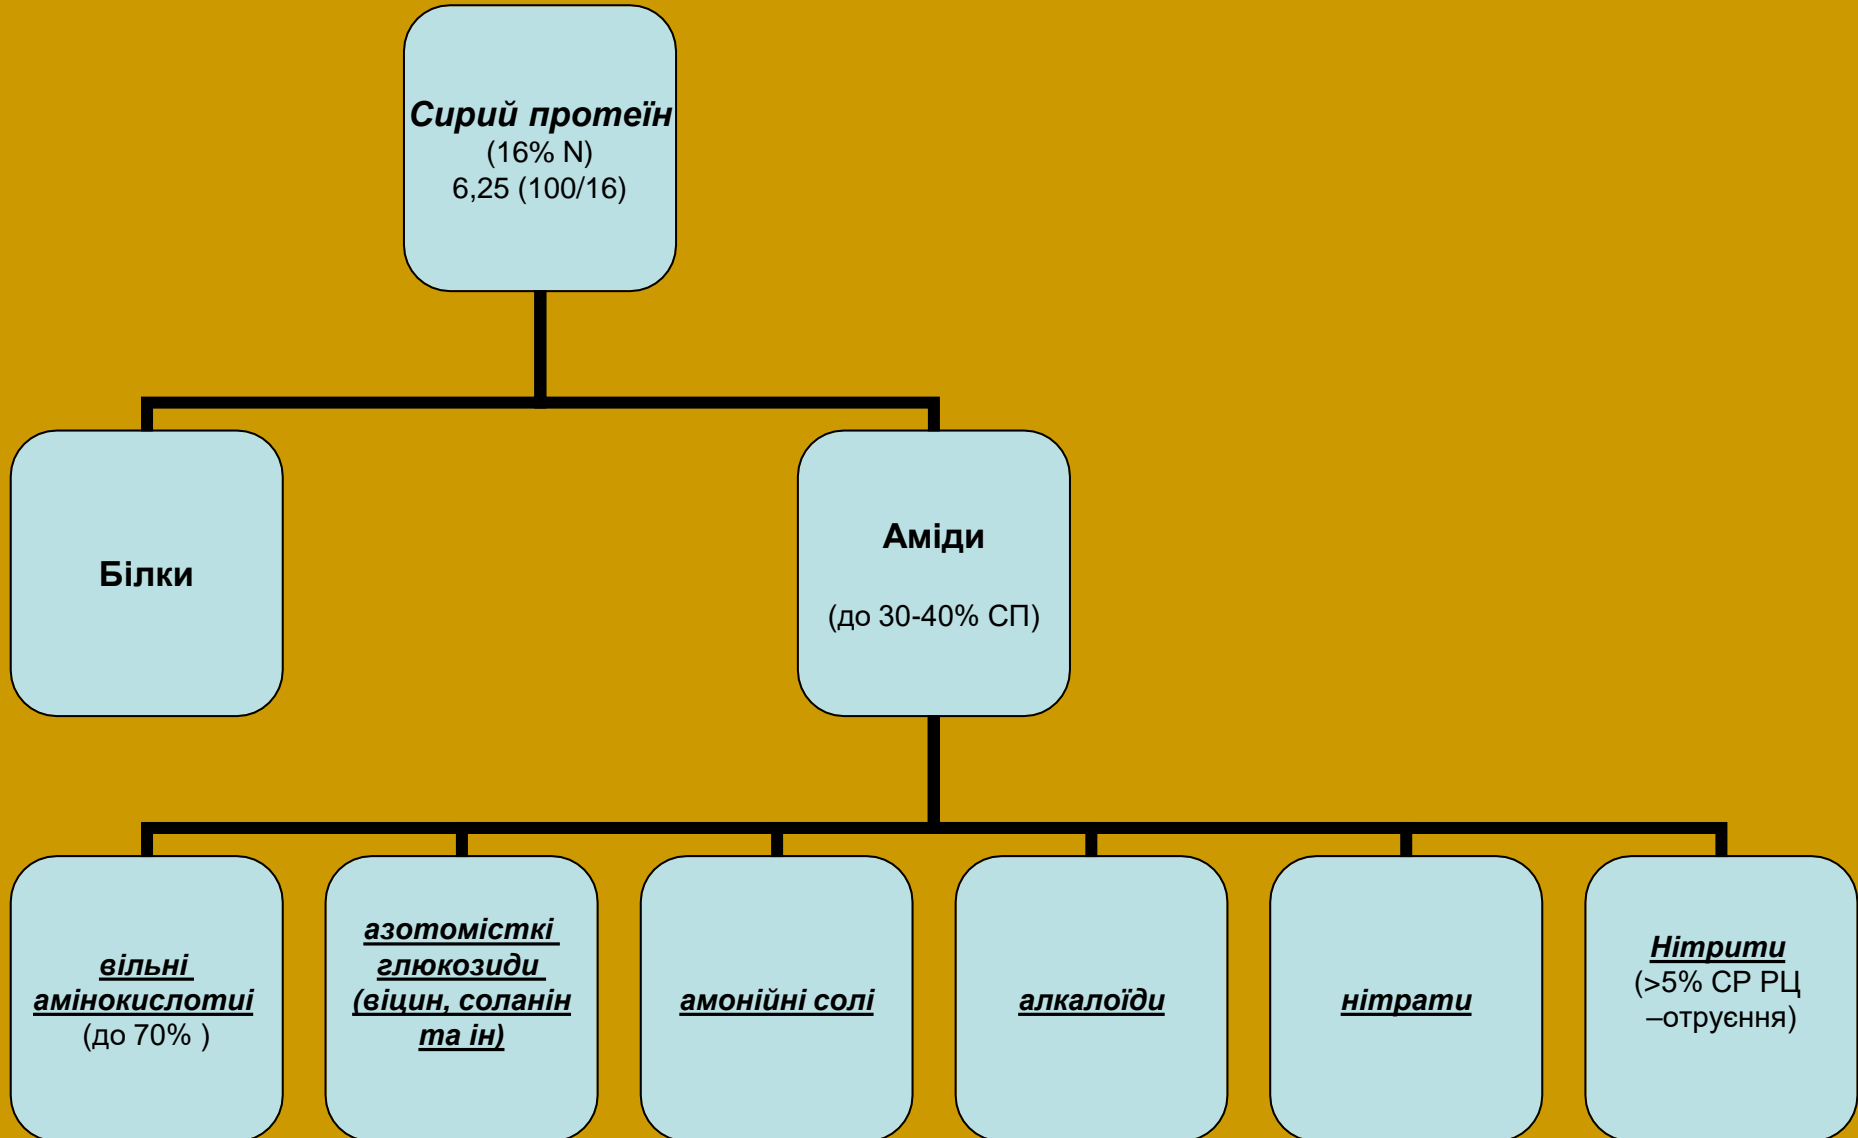 Сирий протеїн
(16% N)
6,25 (100/16)
Білки
Аміди
(до 30-40% СП)
вільні
амінокислотиі
(до 70% )
азотомісткі
глюкозиди
(віцин, соланін
та ін)
амонійні солі
алкалоїди
нітрати
Нітрити
(>5% СР РЦ
–отруєння)